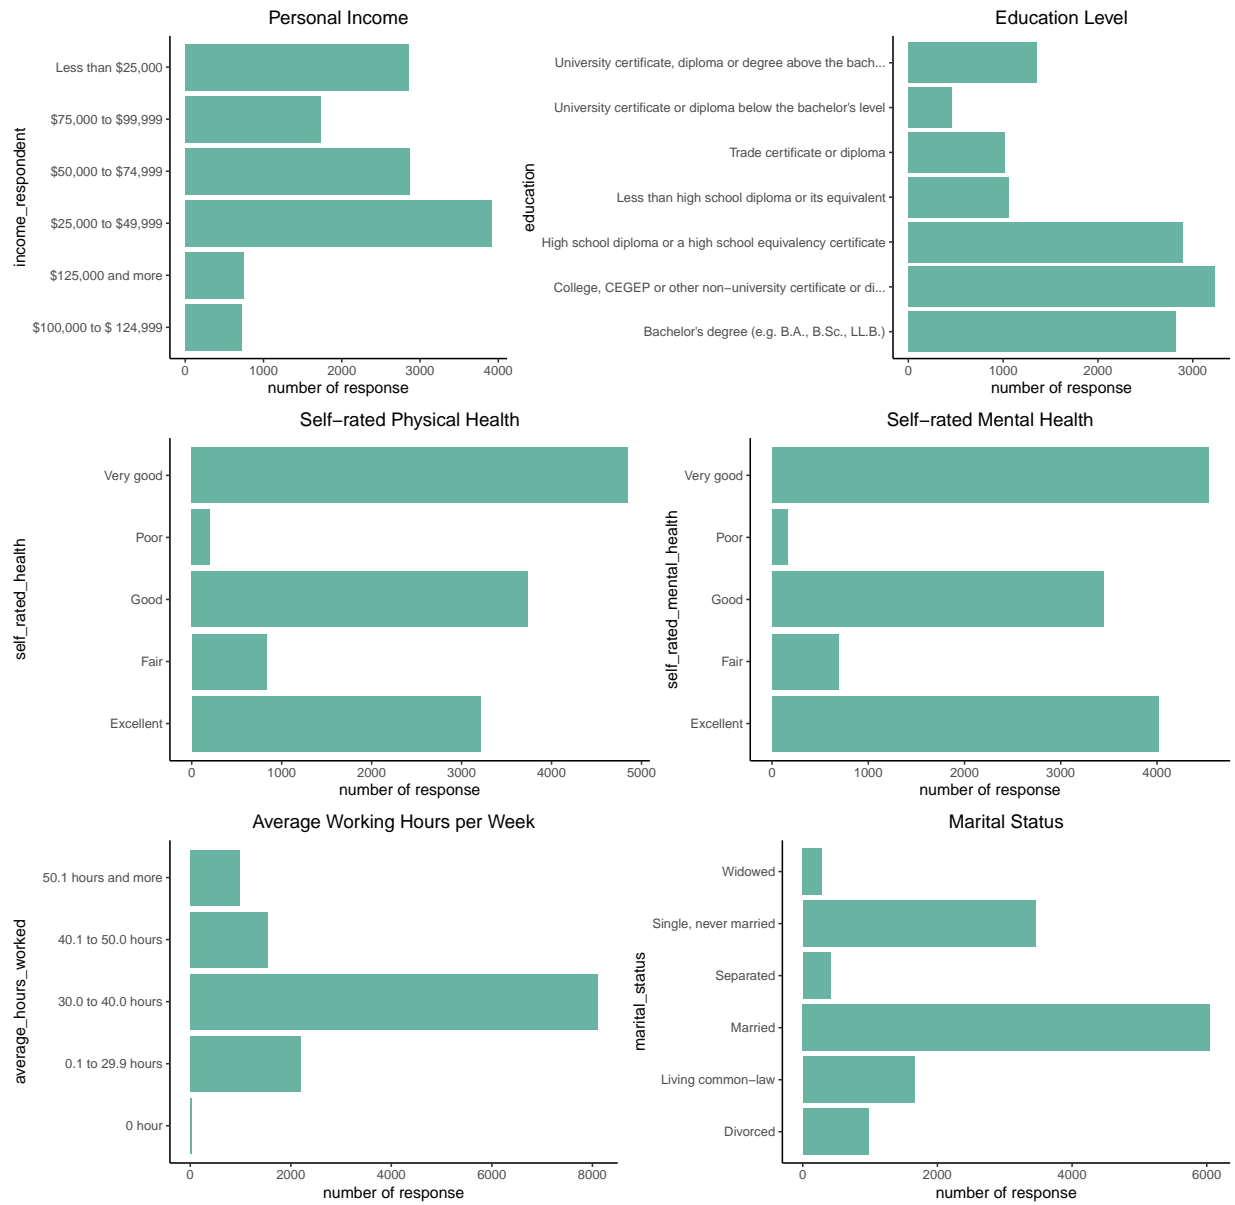 Personal Income
income_respondent
Less than $25,000
$75,000 to $99,999
$50,000 to $74,999
$25,000 to $49,999
$125,000 and more
$100,000 to $ 124,999
0 1000 2000 3000 4000
number of response
Education Level
education
University certificate, diploma or degree above the bach...
University certificate or diploma below the bachelor's level
Trade certificate or diploma
Less than high school diploma or its equivalent
High school diploma or a high school equivalency certificate
College, CEGEP or other non−university certificate or di...
Bachelor's degree (e.g. B.A., B.Sc., LL.B.)
0 1000 2000 3000
number of response
Self−rated Physical Health
self_rated_health
Very good
Poor
Good
Fair
Excellent
0 1000 2000 3000 4000 5000
number of response
Self−rated Mental Health
self_rated_mental_health
Very good
Poor
Good
Fair
Excellent
0 1000 2000 3000 4000
number of response
Average Working Hours per Week
average_hours_worked
50.1 hours and more
40.1 to 50.0 hours
30.0 to 40.0 hours
0.1 to 29.9 hours
0 hour
0 2000 4000 6000 8000
number of response
Marital Status
marital_status
Widowed
Single, never married
Separated
Married
Living common−law
Divorced
0 2000 4000 6000
number of response